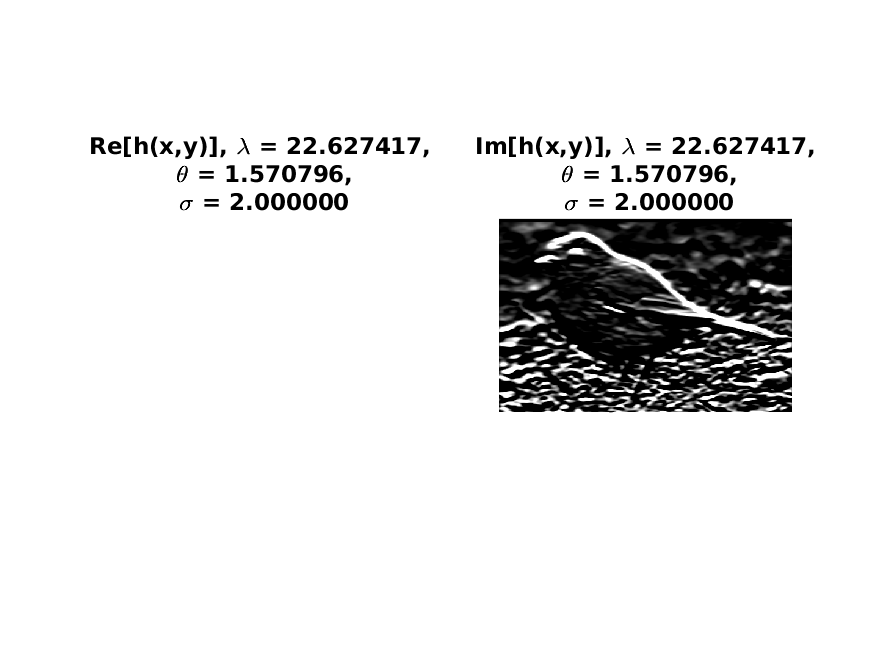 Re[h(x,y)], λ = 22.627417,
θ = 1.570796,
σ = 2.000000
Im[h(x,y)], λ = 22.627417,
θ = 1.570796,
σ = 2.000000